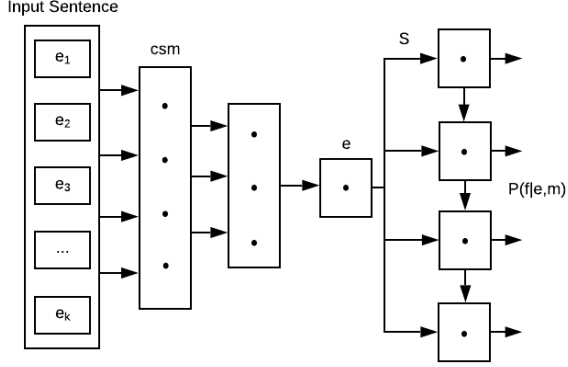 Input Sentence
e₁
e₂
e₃
...
eₖ
csm
e
S
P(f|e,m)